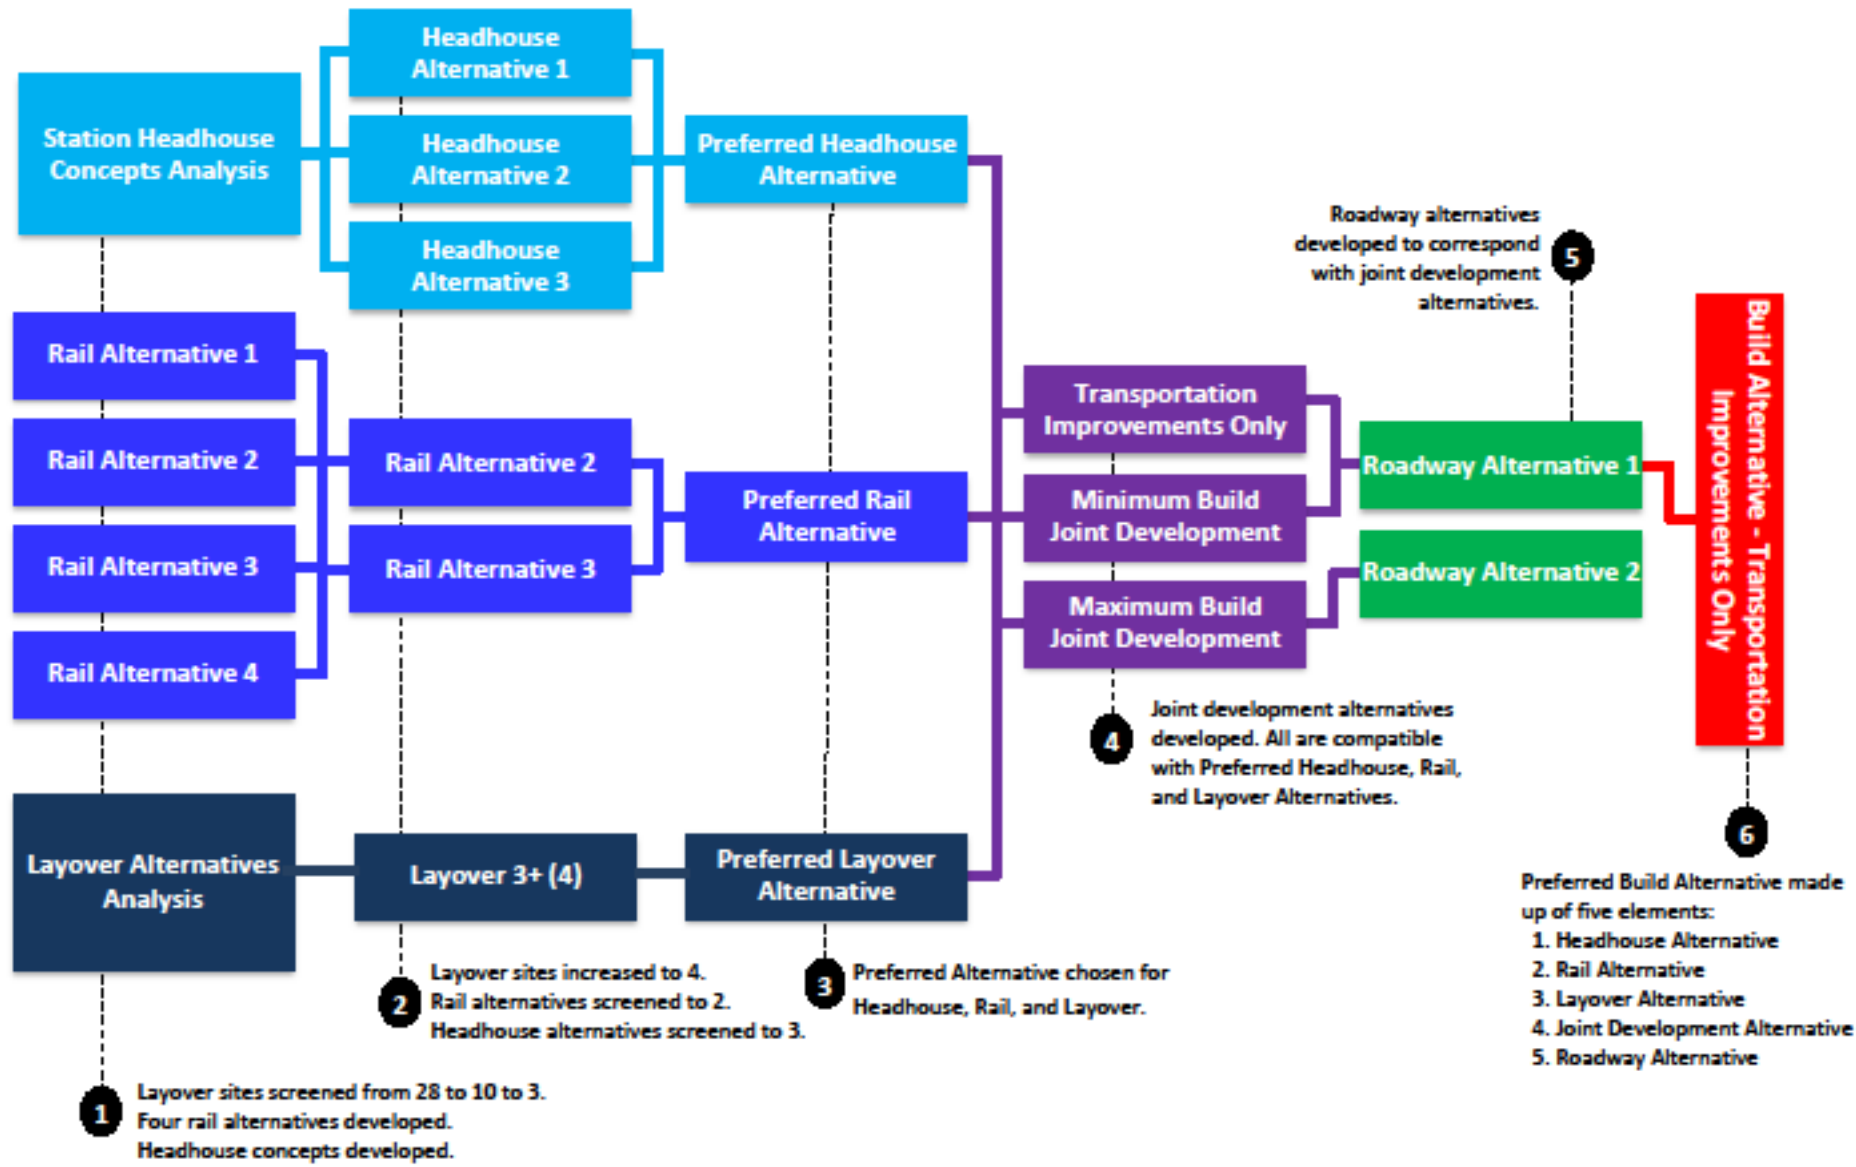 Station Headhouse
Concepts Analysis
Headhouse
Alternative 1
Headhouse
Alternative 2
Headhouse
Alternative 3
Preferred Headhouse
Alternative
Rail Alternative 1
Rail Alternative 2
Rail Alternative 3
Rail Alternative 4
Rail Alternative 2
Rail Alternative 3
Preferred Rail
Alternative
Layover Alternatives
Analysis
Layover 3+ (4)
Preferred Layover
Alternative
Transportation
Improvements Only
Minimum Build
Joint Development
Maximum Build
Joint Development
Roadway Alternative 1
Roadway Alternative 2
Build Alternative - Transportation
Improvements Only
1
Layover sites screened from 28 to 10 to 3.
Four rail alternatives developed.
Headhouse concepts developed.
2
Layover sites increased to 4.
Rail alternatives screened to 2.
Headhouse alternatives screened to 3.
3
Preferred Alternative chosen for
Headhouse, Rail, and Layover.
4
Joint development alternatives
developed. All are compatible
with Preferred Headhouse, Rail,
and Layover Alternatives.
5
Roadway alternatives
developed to correspond
with joint development
alternatives.
6
Preferred Build Alternative made
up of five elements:
1. Headhouse Alternative
2. Rail Alternative
3. Layover Alternative
4. Joint Development Alternative
5. Roadway Alternative